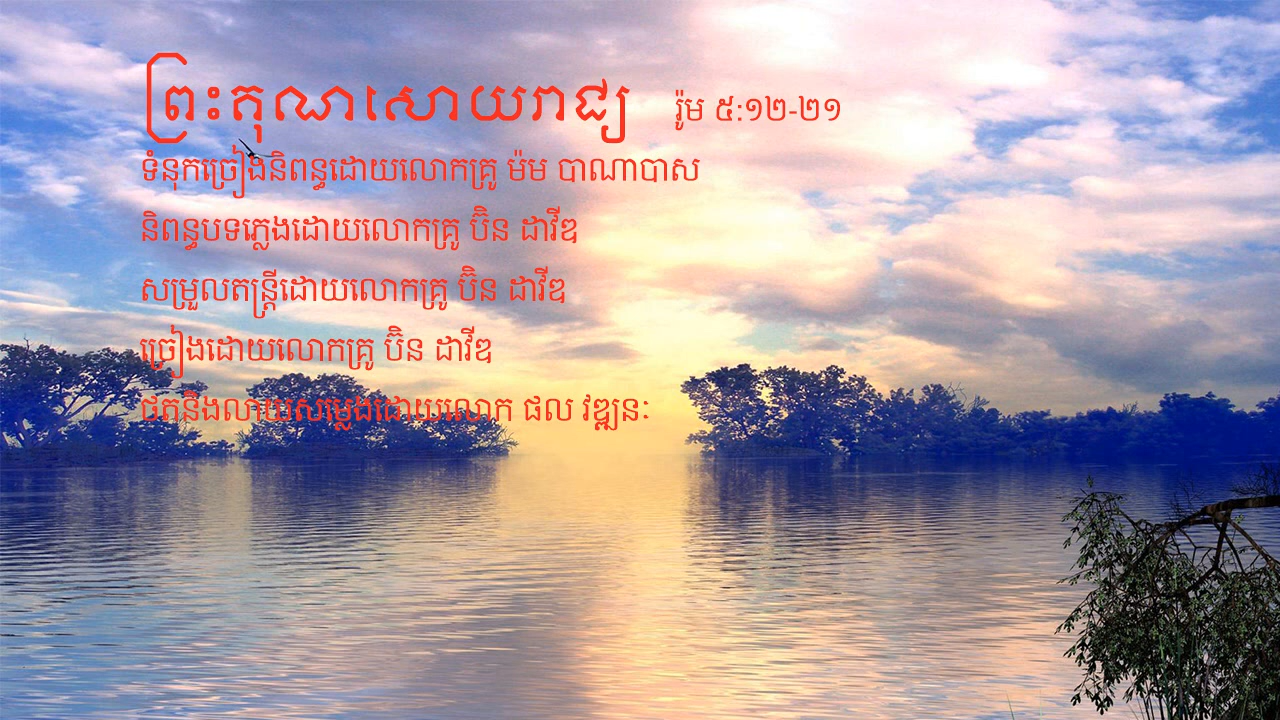 ព្រះគុណសោយរាជ្យ រ៉ូម ៥:១២-២១
ទំនុកច្រៀងនិពន្ធដោយលោកគ្រូ ម៉ម បាណាបាស
និពន្ធបទភ្លេងដោយលោកគ្រូ ប៊ិន ដាវីឌ
សម្រួលតន្ត្រីដោយលោកគ្រូ ប៊ិន ដាវីឌ
ច្រៀងដោយលោកគ្រូ ប៊ិន ដាវីឌ
ថតនិងលាយសម្លេងដោយលោក ផល វឌ្ឍនៈ